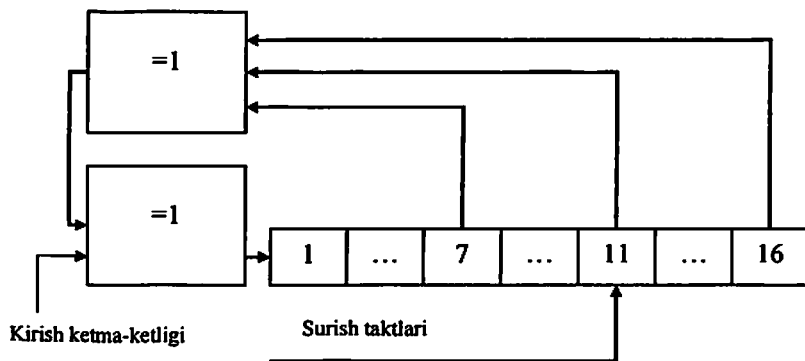 =1
=1
1 ... 7 ... 11 ... 16
Kirish ketma-ketligi
Surish taktlari